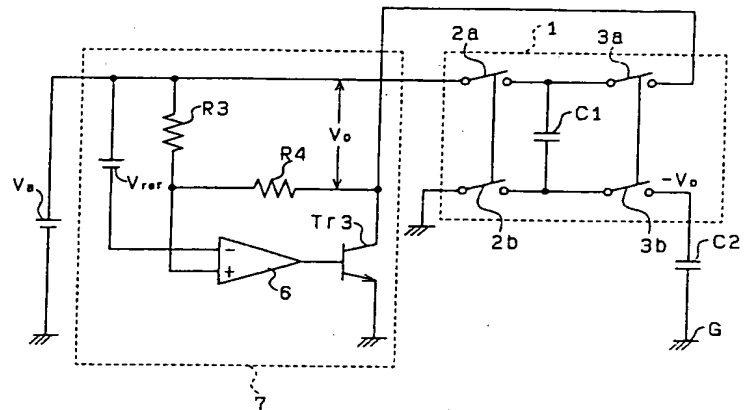 1
2a
3a
R3
Vo
C1
R4
Va
Vref
-Vo
Tr3
2b
3b
C2
-
+
6
G
7